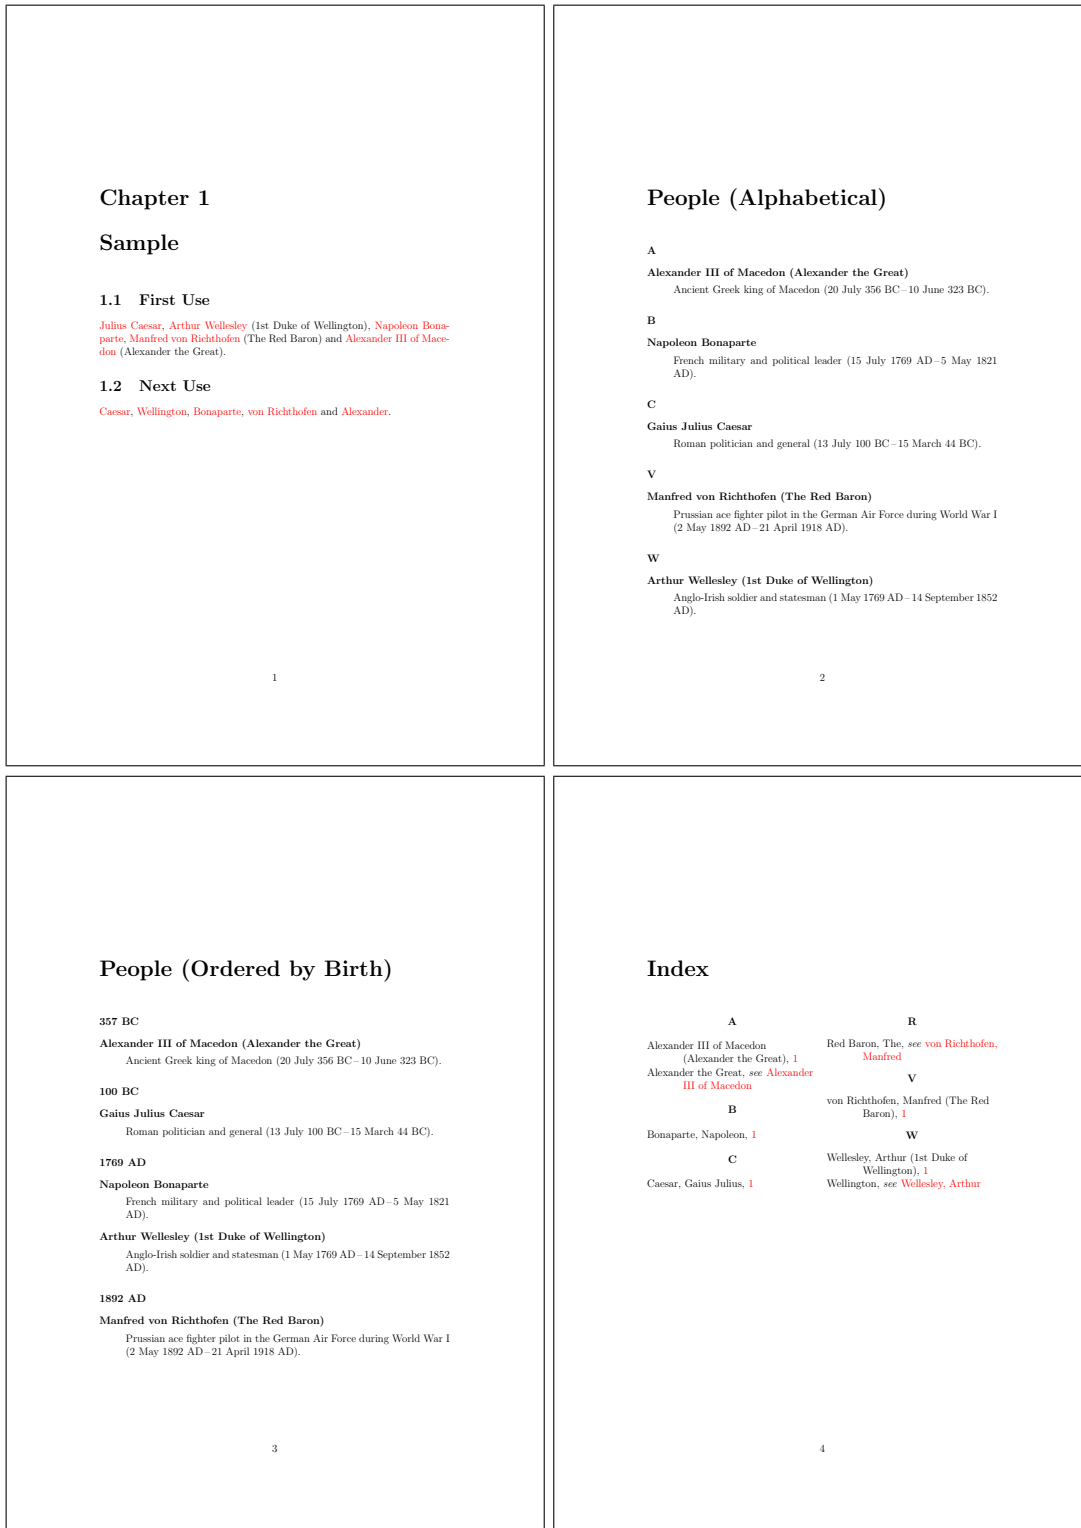 Chapter 1
Sample
1.1 First Use
Julius Caesar, Arthur Wellesley (1st Duke of Wellington), Napoleon Bona-
parte, Manfred von Richthofen (The Red Baron) and Alexander III of Mace-
don (Alexander the Great).
1.2 Next Use
Caesar, Wellington, Bonaparte, von Richthofen and Alexander.
1
People (Alphabetical)
A
Alexander III of Macedon (Alexander the Great)
Ancient Greek king of Macedon (20 July 356 BC – 10 June 323 BC).
B
Napoleon Bonaparte
French military and political leader (15 July 1769 AD – 5 May 1821
AD).
C
Gaius Julius Caesar
Roman politician and general (13 July 100 BC – 15 March 44 BC).
V
Manfred von Richthofen (The Red Baron)
Prussian ace fighter pilot in the German Air Force during World War I
(2 May 1892 AD – 21 April 1918 AD).
W
Arthur Wellesley (1st Duke of Wellington)
Anglo-Irish soldier and statesman (1 May 1769 AD – 14 September 1852
AD).
2
People (Ordered by Birth)
357 BC
Alexander III of Macedon (Alexander the Great)
Ancient Greek king of Macedon (20 July 356 BC – 10 June 323 BC).
100 BC
Gaius Julius Caesar
Roman politician and general (13 July 100 BC – 15 March 44 BC).
1769 AD
Napoleon Bonaparte
French military and political leader (15 July 1769 AD – 5 May 1821
AD).
Arthur Wellesley (1st Duke of Wellington)
Anglo-Irish soldier and statesman (1 May 1769 AD – 14 September 1852
AD).
1892 AD
Manfred von Richthofen (The Red Baron)
Prussian ace fighter pilot in the German Air Force during World War I
(2 May 1892 AD – 21 April 1918 AD).
3
Index
A
Alexander III of Macedon
(Alexander the Great), 1
Alexander the Great, see Alexander
III of Macedon
B
Bonaparte, Napoleon, 1
C
Caesar, Gaius Julius, 1
R
Red Baron, The, see von Richthofen,
Manfred
V
von Richthofen, Manfred (The Red
Baron), 1
W
Wellesley, Arthur (1st Duke of
Wellington), 1
Wellington, see Wellesley, Arthur
4